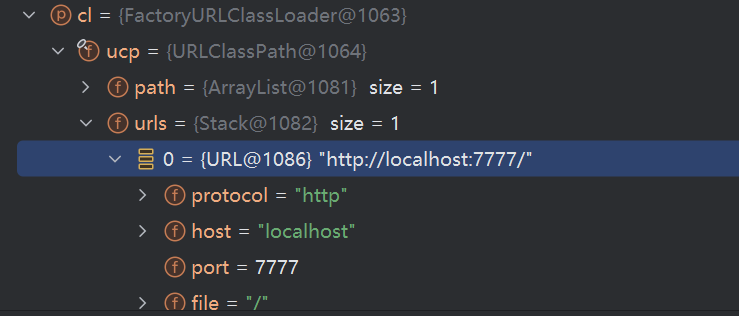 p cl = {FactoryURLClassLoader@1063}
f ucp = {URLClassPath@1064}
f path = {ArrayList@1081} size = 1
f urls = {Stack@1082} size = 1
0 = {URL@1086} "http://localhost:7777/"
f protocol = "http"
f host = "localhost"
f port = 7777
f file = "/"